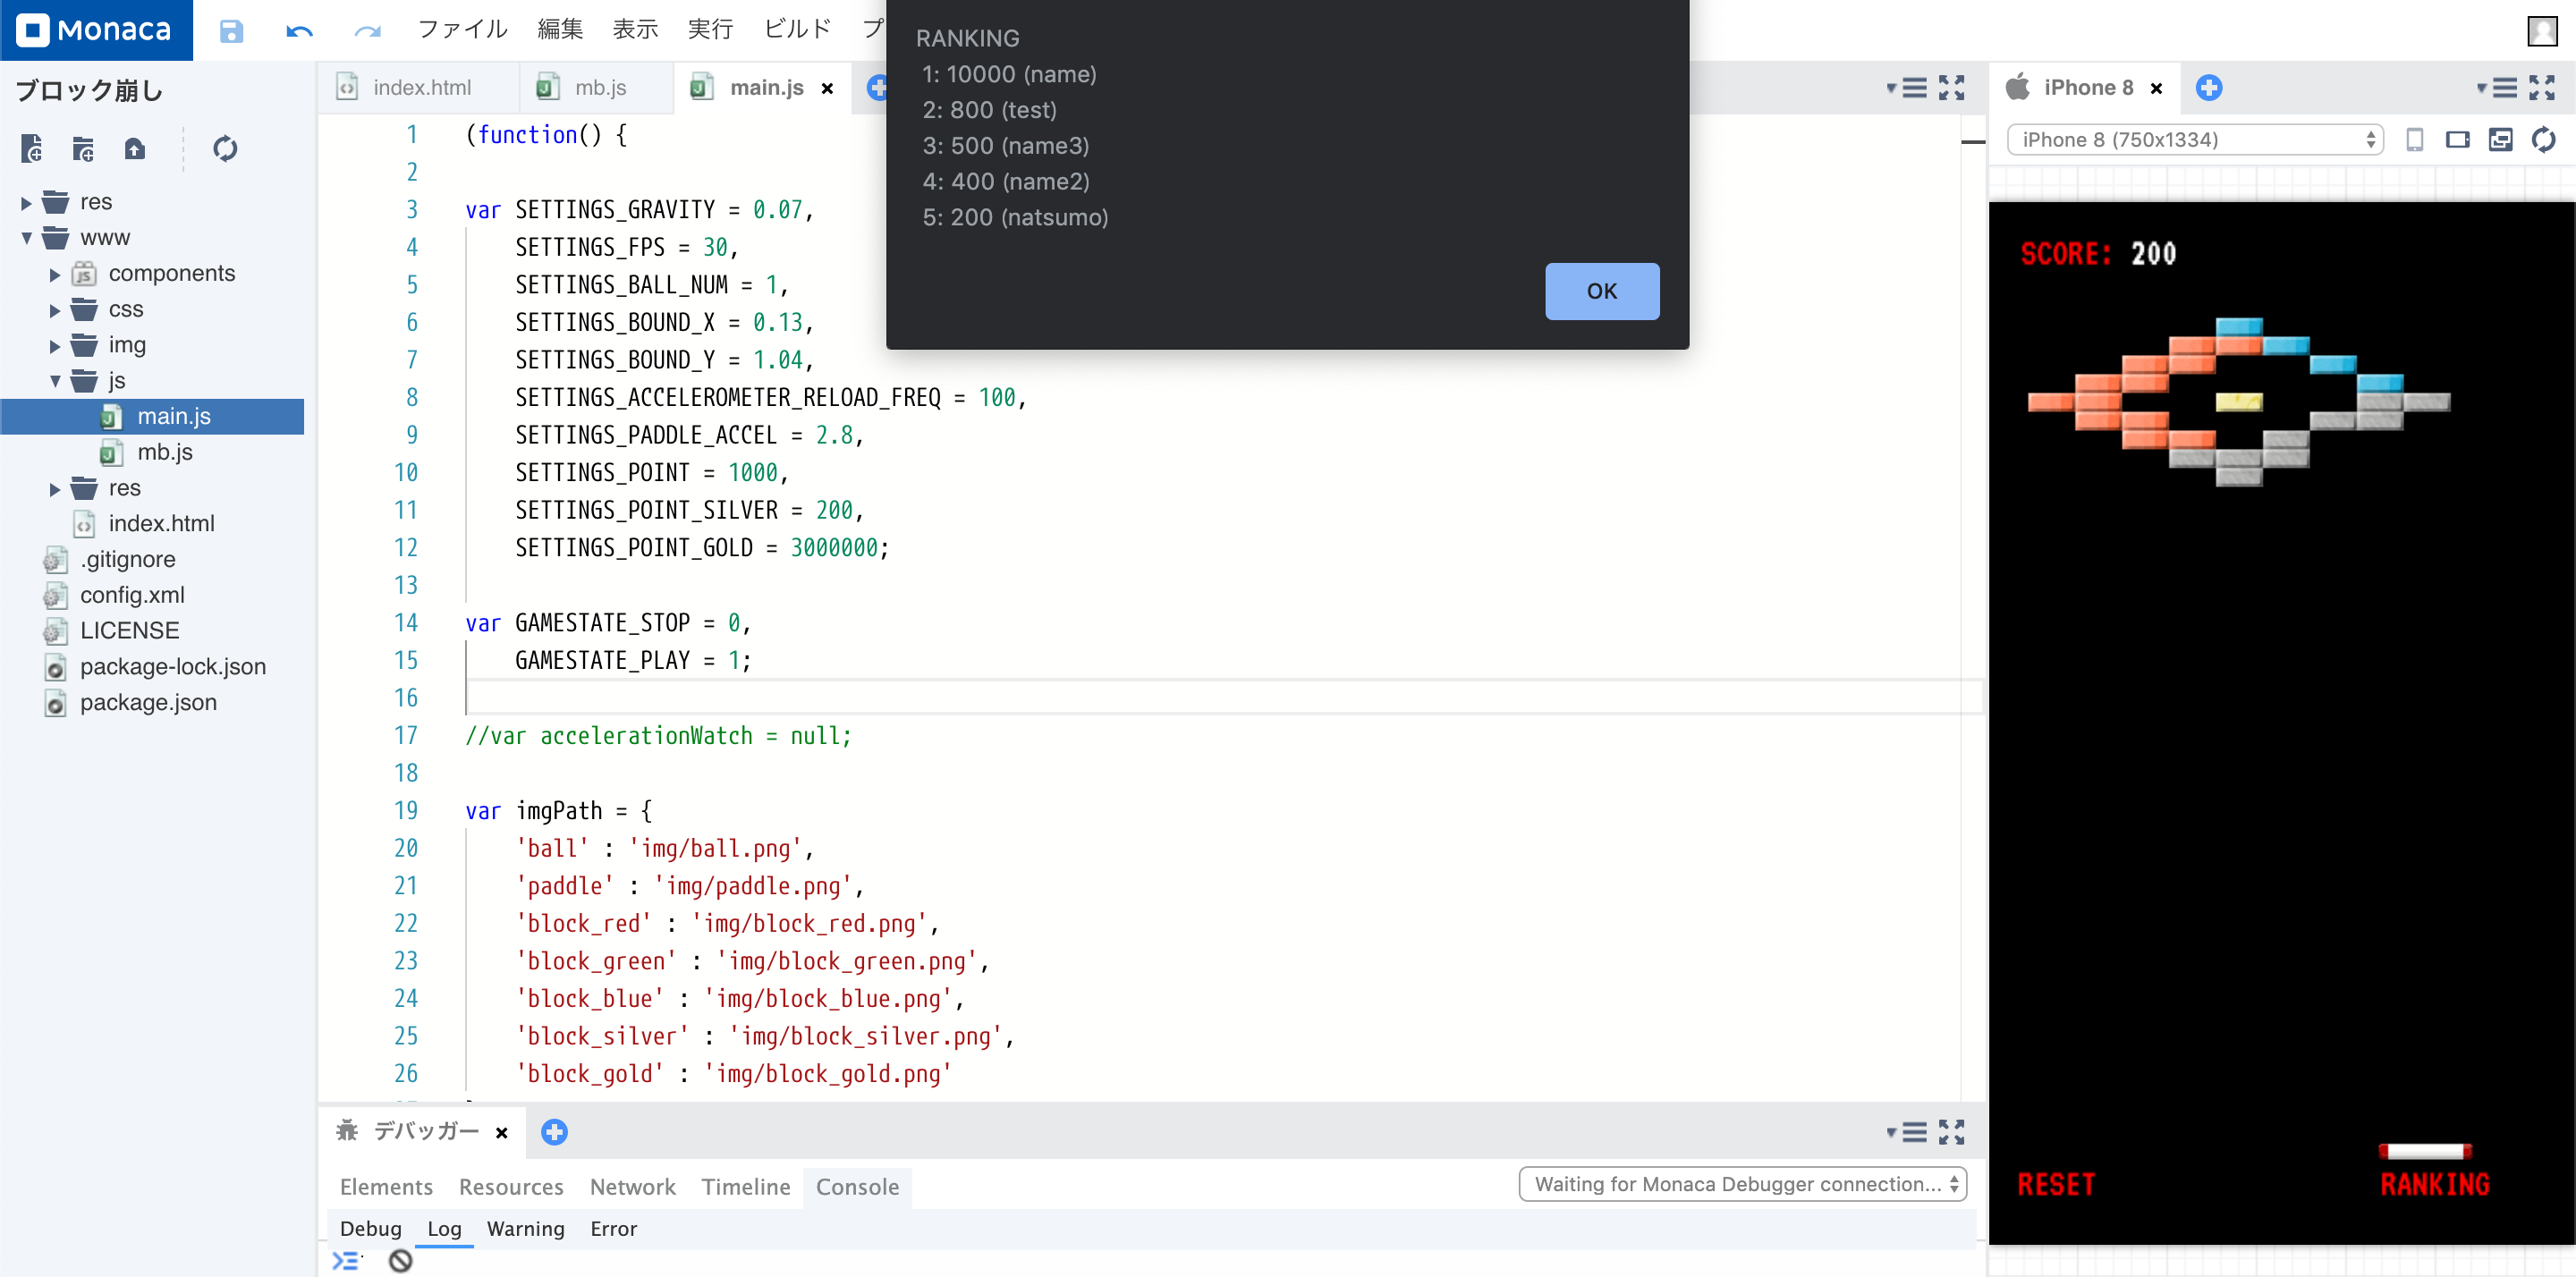 Monaca
ファイル 編集 表示 実行 ビルド プ
RANKING
1: 10000 (name)
2: 800 (test)
3: 500 (name3)
4: 400 (name2)
5: 200 (natsumo)
OK
ブロック崩し
res
www
components
css
img
js
main.js
mb.js
res
index.html
.gitignore
config.xml
LICENSE
package-lock.json
package.json
index.html mb.js main.js
1 (function() {
2
3 var SETTINGS_GRAVITY = 0.07,
4 SETTINGS_FPS = 30,
5 SETTINGS_BALL_NUM = 1,
6 SETTINGS_BOUND_X = 0.13,
7 SETTINGS_BOUND_Y = 1.04,
8 SETTINGS_ACCELEROMETER_RELOAD_FREQ = 100,
9 SETTINGS_PADDLE_ACCEL = 2.8,
10 SETTINGS_POINT = 1000,
11 SETTINGS_POINT_SILVER = 200,
12 SETTINGS_POINT_GOLD = 3000000;
13
14 var GAMESTATE_STOP = 0,
15 GAMESTATE_PLAY = 1;
16
17 //var accelerationWatch = null;
18
19 var imgPath = {
20 'ball' : 'img/ball.png',
21 'paddle' : 'img/paddle.png',
22 'block_red' : 'img/block_red.png',
23 'block_green' : 'img/block_green.png',
24 'block_blue' : 'img/block_blue.png',
25 'block_silver' : 'img/block_silver.png',
26 'block_gold' : 'img/block_gold.png'
デバッガー
Elements Resources Network Timeline Console
Waiting for Monaca Debugger connection...
Debug Log Warning Error
iPhone 8
iPhone 8 (750x1334)
SCORE: 200
RESET RANKING